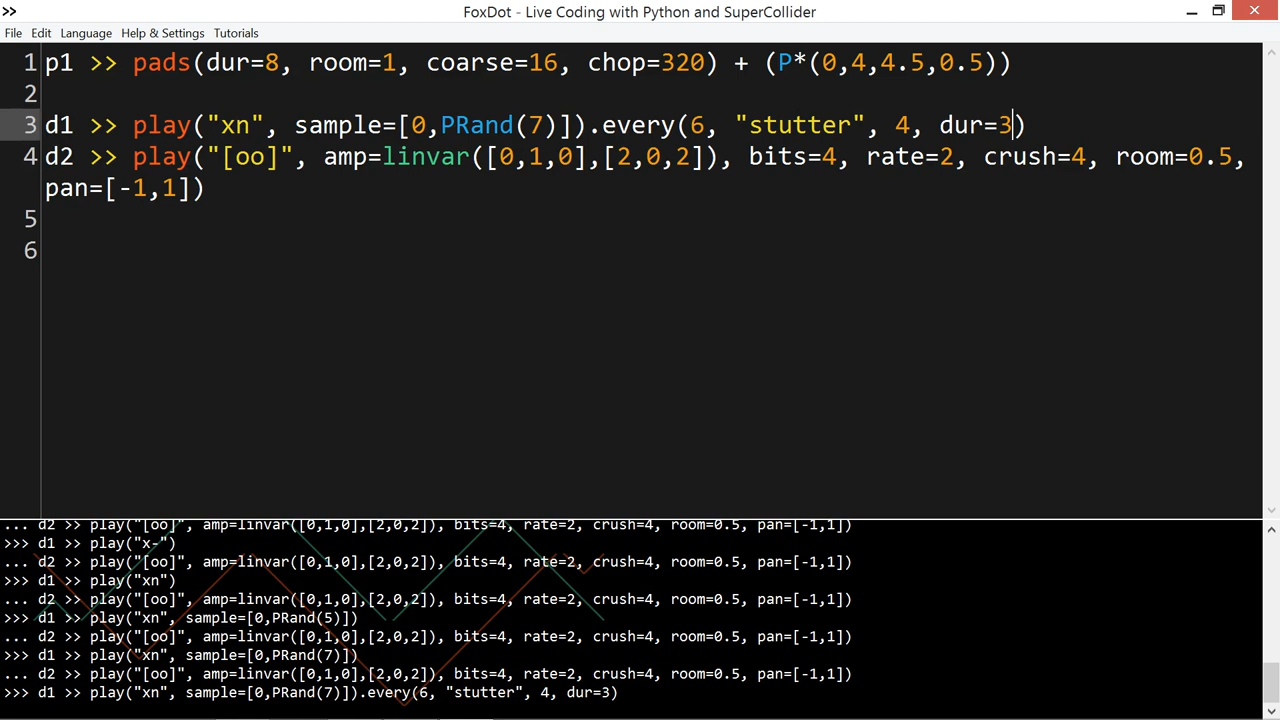 FoxDot - Live Coding with Python and SuperCollider
File Edit Language Help & Settings Tutorials
1 p1 >> pads(dur=8, room=1, coarse=16, chop=320) + (P*(0,4,4.5,0.5))
2
3 d1 >> play("xn", sample=[0,PRand(7)]).every(6, "stutter", 4, dur=3)
4 d2 >> play("[oo]", amp=linvar([0,1,0],[2,0,2]), bits=4, rate=2, crush=4, room=0.5,
pan=[-1,1])
5
6
... d2 >> play("[oo]", amp=linvar([0,1,0],[2,0,2]), bits=4, rate=2, crush=4, room=0.5, pan=[-1,1])
>>> d1 >> play("x-")
... d2 >> play("[oo]", amp=linvar([0,1,0],[2,0,2]), bits=4, rate=2, crush=4, room=0.5, pan=[-1,1])
>>> d1 >> play("xn")
... d2 >> play("[oo]", amp=linvar([0,1,0],[2,0,2]), bits=4, rate=2, crush=4, room=0.5, pan=[-1,1])
>>> d1 >> play("xn", sample=[0,PRand(5)])
... d2 >> play("[oo]", amp=linvar([0,1,0],[2,0,2]), bits=4, rate=2, crush=4, room=0.5, pan=[-1,1])
>>> d1 >> play("xn", sample=[0,PRand(7)])
... d2 >> play("[oo]", amp=linvar([0,1,0],[2,0,2]), bits=4, rate=2, crush=4, room=0.5, pan=[-1,1])
>>> d1 >> play("xn", sample=[0,PRand(7)]).every(6, "stutter", 4, dur=3)